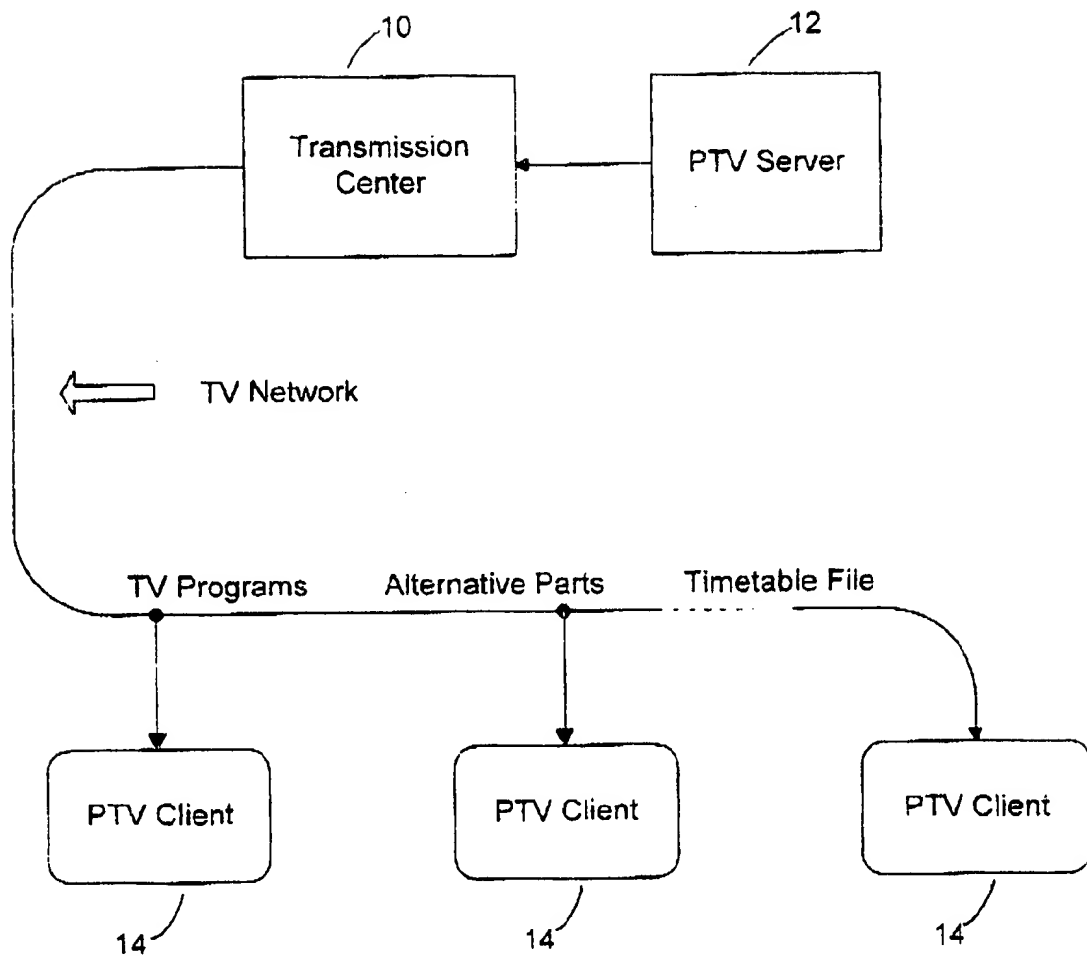 10
12
Transmission
Center
PTV Server
TV Network
TV Programs
Alternative Parts
Timetable File
PTV Client
PTV Client
PTV Client
14
14
14